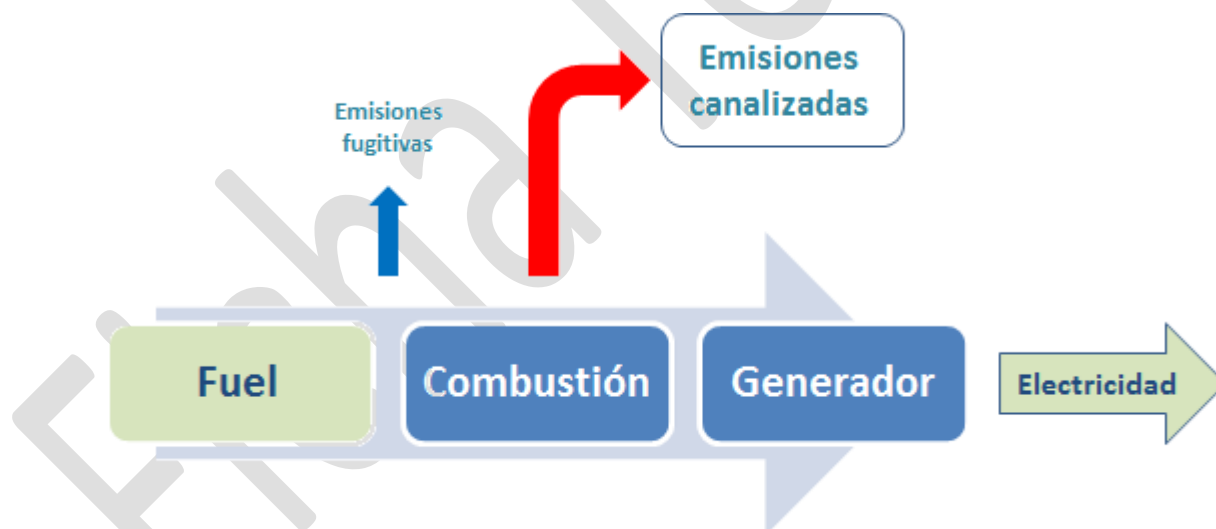 Emisiones
canalizadas
Emisiones
fugitivas
Fuel
Combustión
Generador
Electricidad